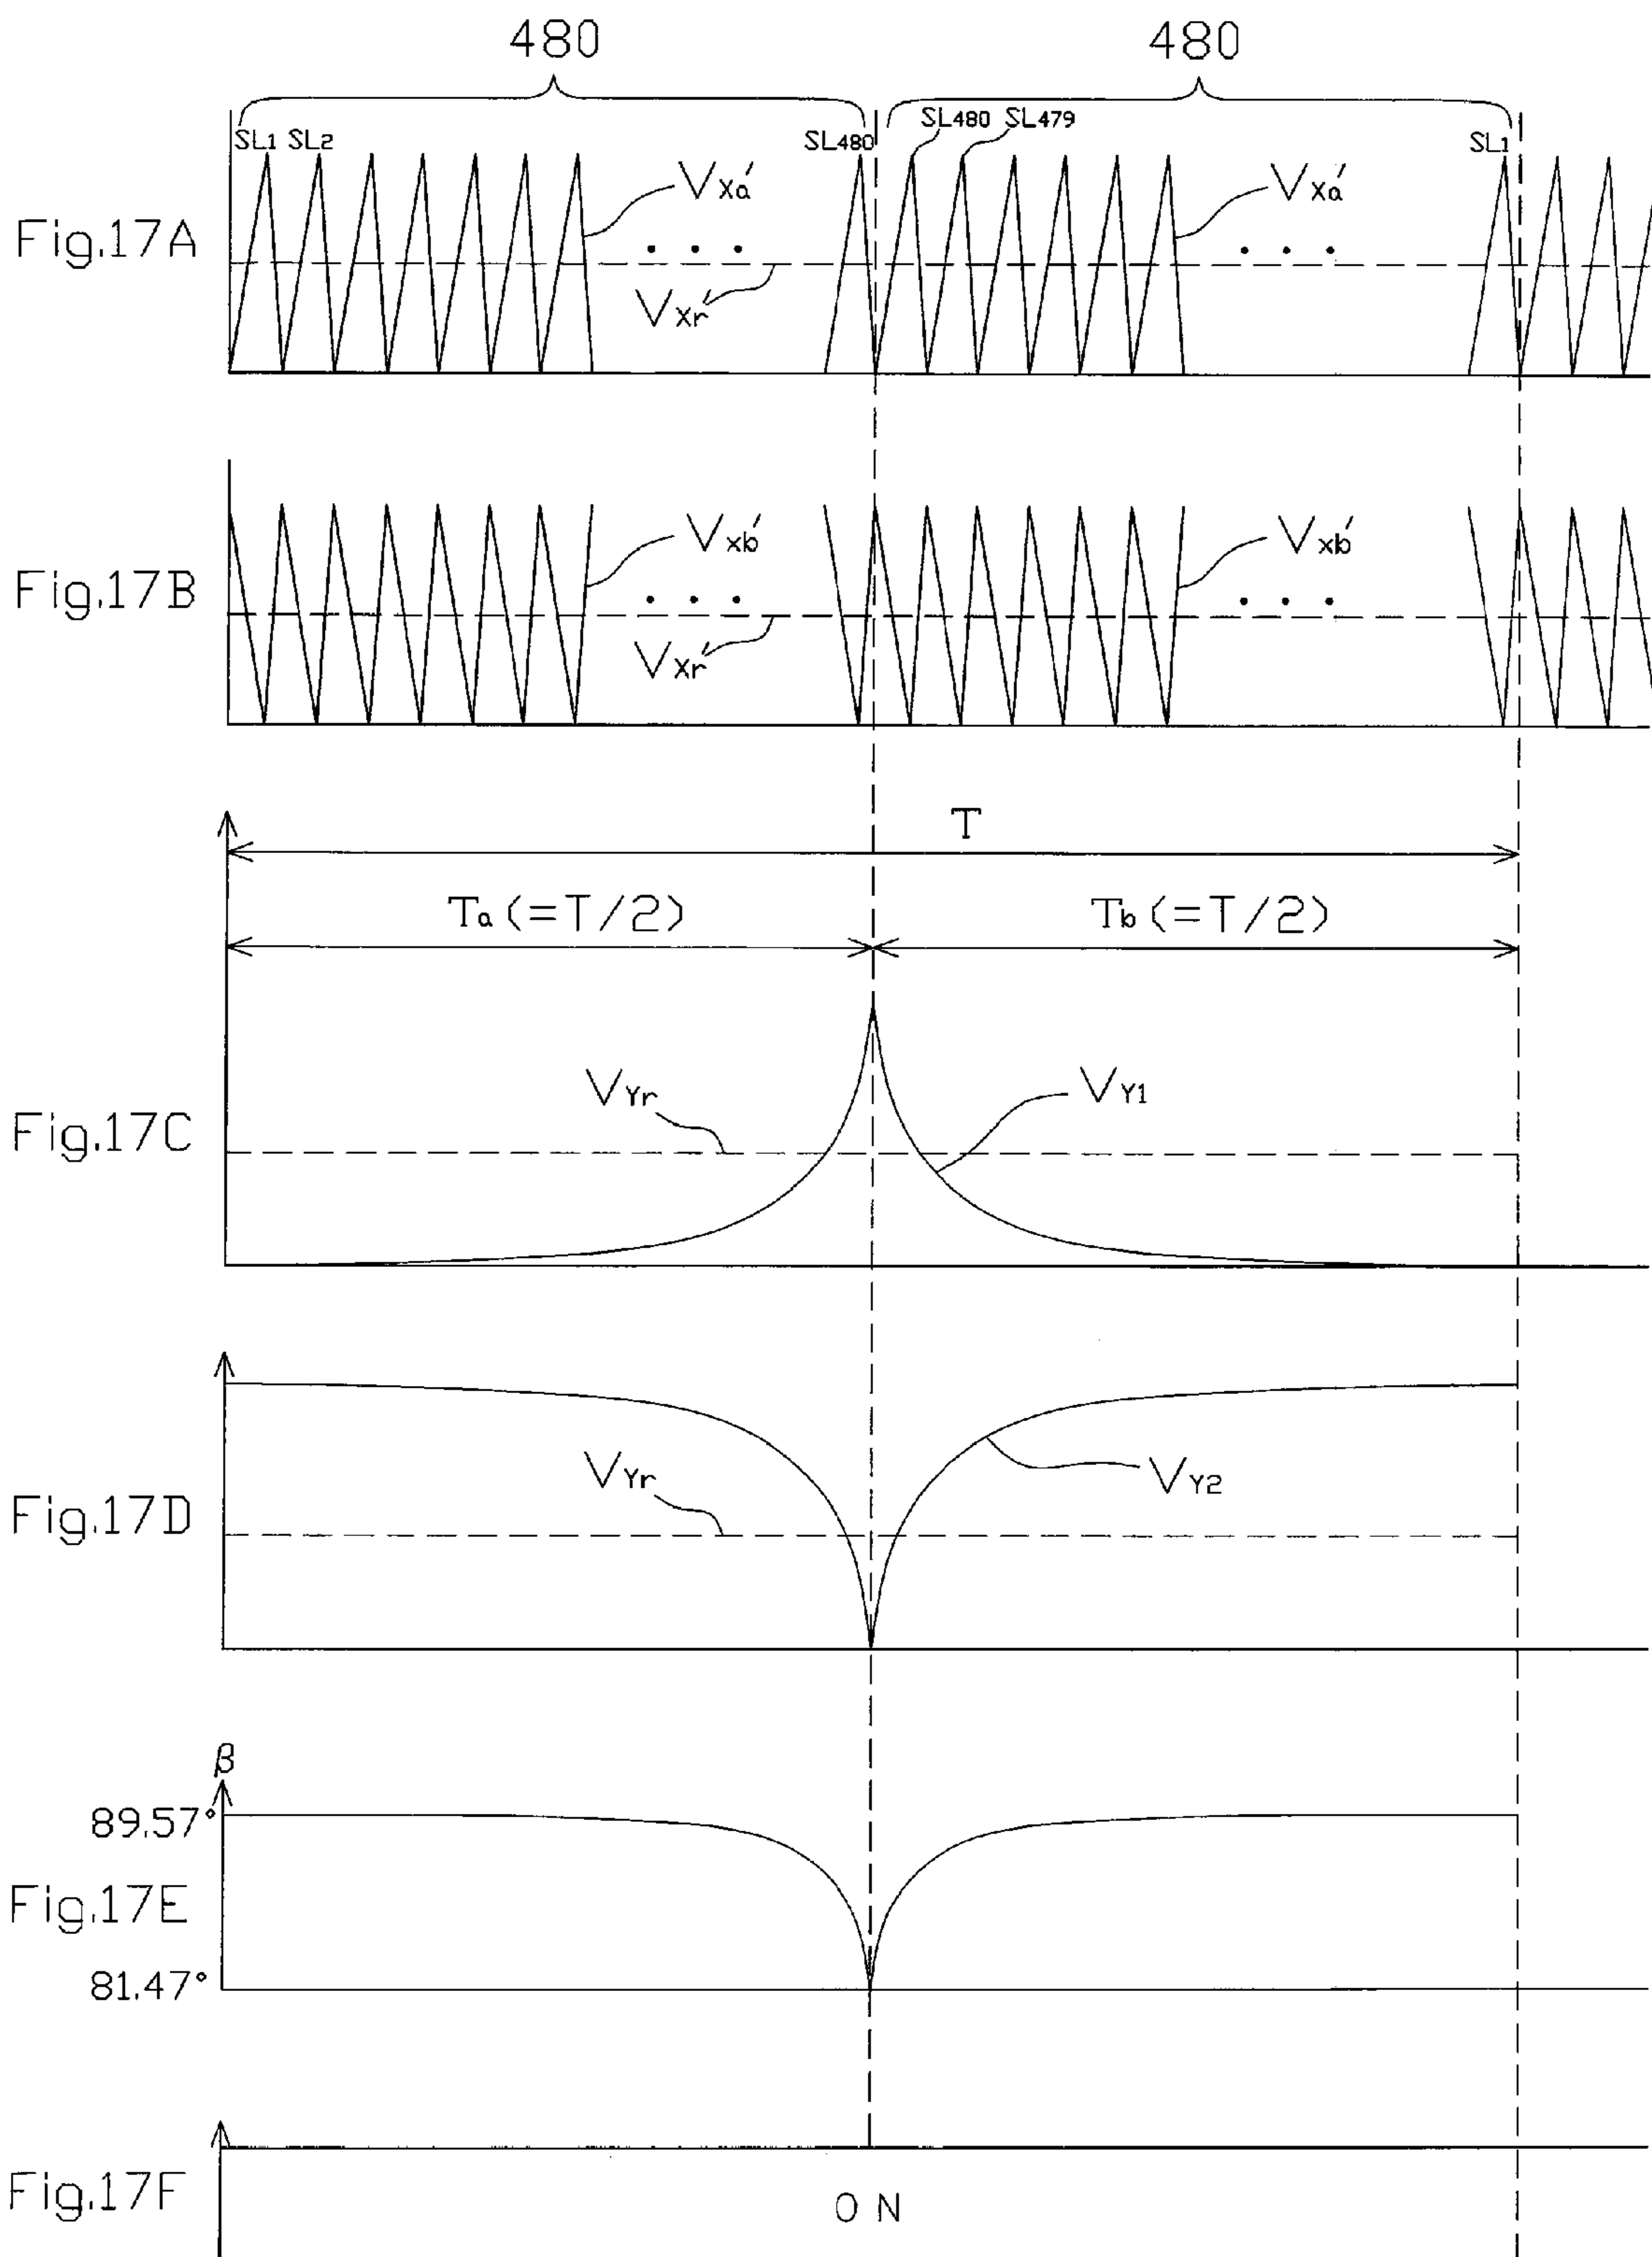 480 480
SL1 SL2 SL480 SL480 SL479 SL1
Vxa′ Vxa′
Fig.17A
Vxr′
Vxb′ Vxb′
Fig.17B
Vxr′
T
Ta (=T/2) Tb (=T/2)
VYr VY1
Fig.17C
VYr VY2
Fig.17D
β
89.57°
Fig.17E
81.47°
Fig.17F
ON